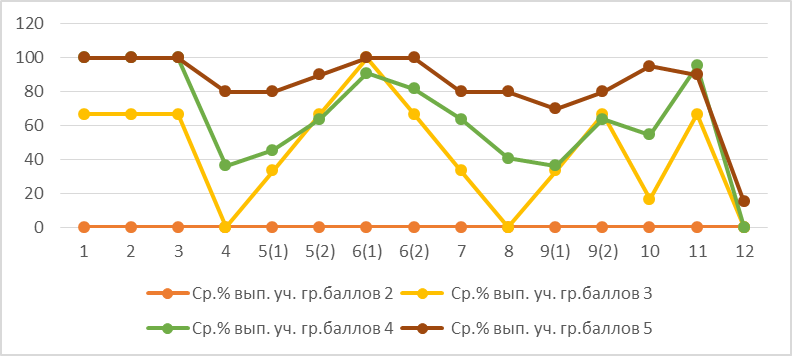 120
100
80
60
40
20
0
1 2 3 4 5(1) 5(2) 6(1) 6(2) 7 8 9(1) 9(2) 10 11 12
Ср.% вып. уч. гр.баллов 2 Ср.% вып. уч. гр.баллов 3
Ср.% вып. уч. гр.баллов 4 Ср.% вып. уч. гр.баллов 5